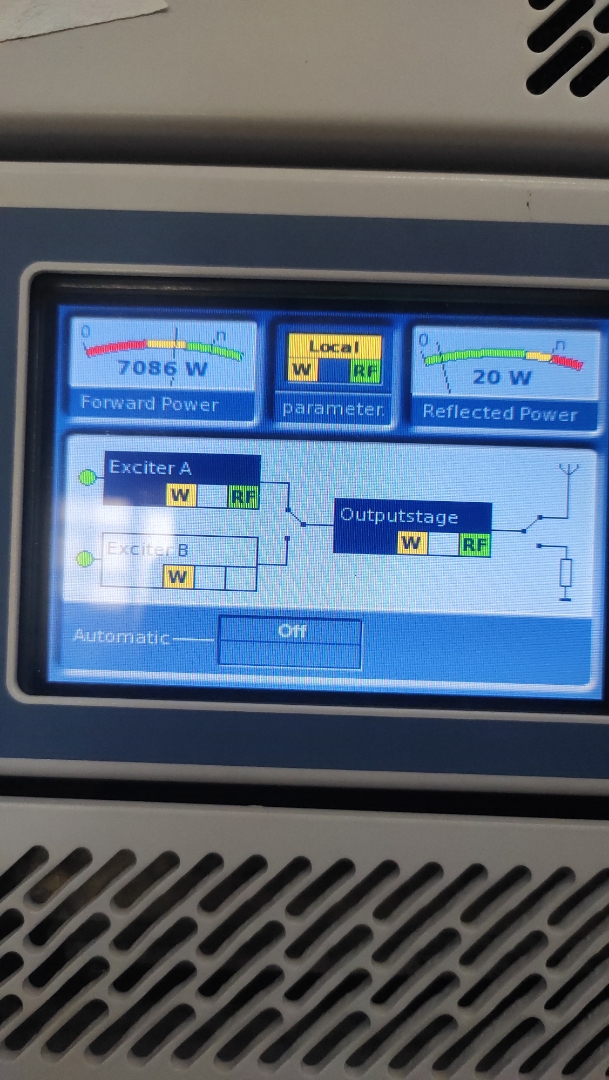 0 n
7086 W
Forward Power
Local
W RF
parameter.
0 n
20 W
Reflected Power
Exciter A
W RF
Exciter B
W
Outputstage
W RF
Automatic
Off